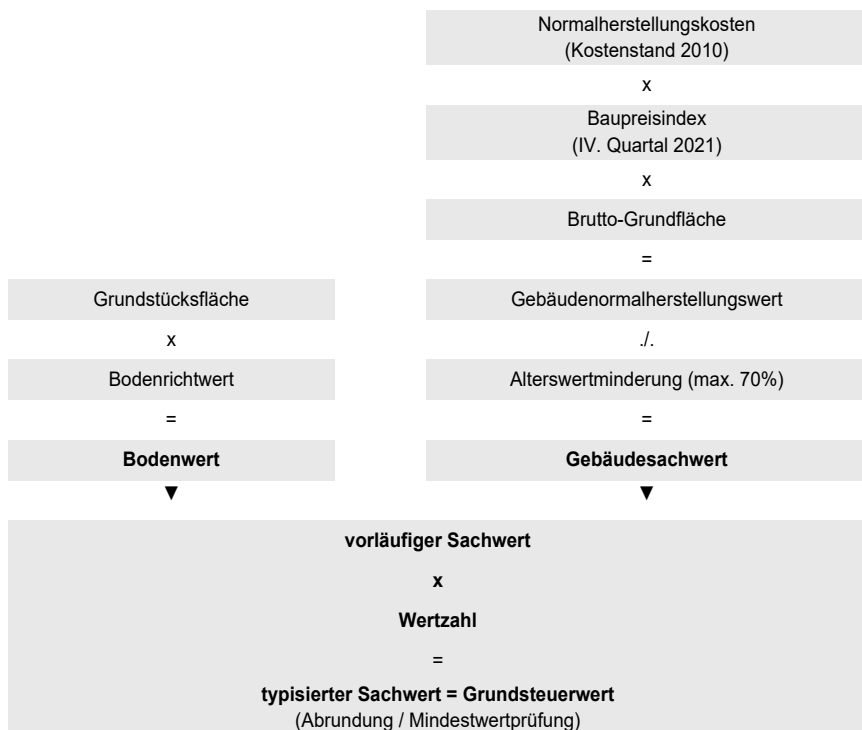 Normalherstellungskosten
(Kostenstand 2010)
x
Baupreisindex
(IV. Quartal 2021)
x
Brutto-Grundfläche
=
Grundstücksfläche
x
Bodenrichtwert
=
Bodenwert
▼
Gebäudenormalherstellungswert
./.
Alterswertminderung (max. 70%)
=
Gebäudesachwert
▼
vorläufiger Sachwert
x
Wertzahl
=
typisierter Sachwert = Grundsteuerwert
(Abrundung / Mindestwertprüfung)